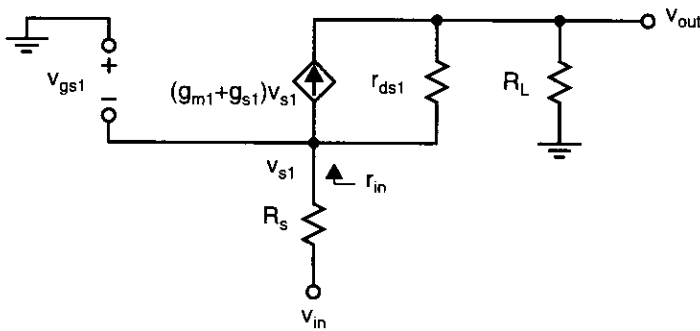 v_out
+
v_gs1
−
(g_m1+g_s1)v_s1
r_ds1
R_L
v_s1
r_in
R_s
v_in